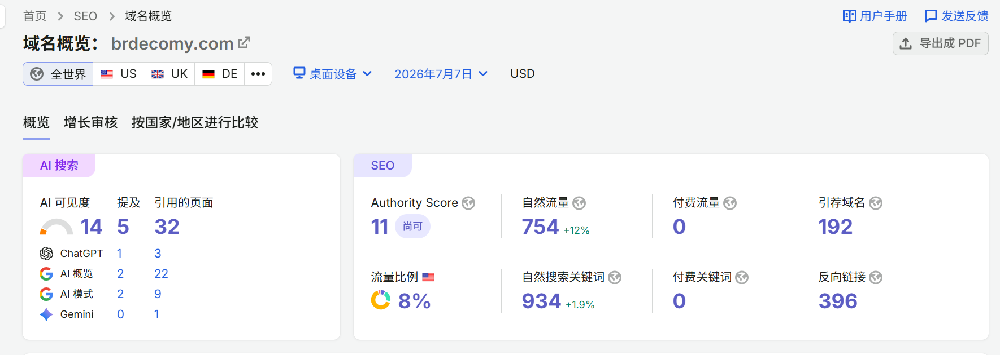 首页 > SEO > 域名概览
用户手册 发送反馈
域名概览： brdecomy.com
导出成 PDF
全世界 US UK DE •••
桌面设备 2026年7月7日 USD
概览 增长审核 按国家/地区进行比较
AI 搜索
AI 可见度 提及 引用的页面
14 5 32
ChatGPT 1 3
AI 概览 2 22
AI 模式 2 9
Gemini 0 1
SEO
Authority Score 自然流量 付费流量 引荐域名
11 尚可 754 +12% 0 192
流量比例 自然搜索关键词 付费关键词 反向链接
8% 934 +1.9% 0 396